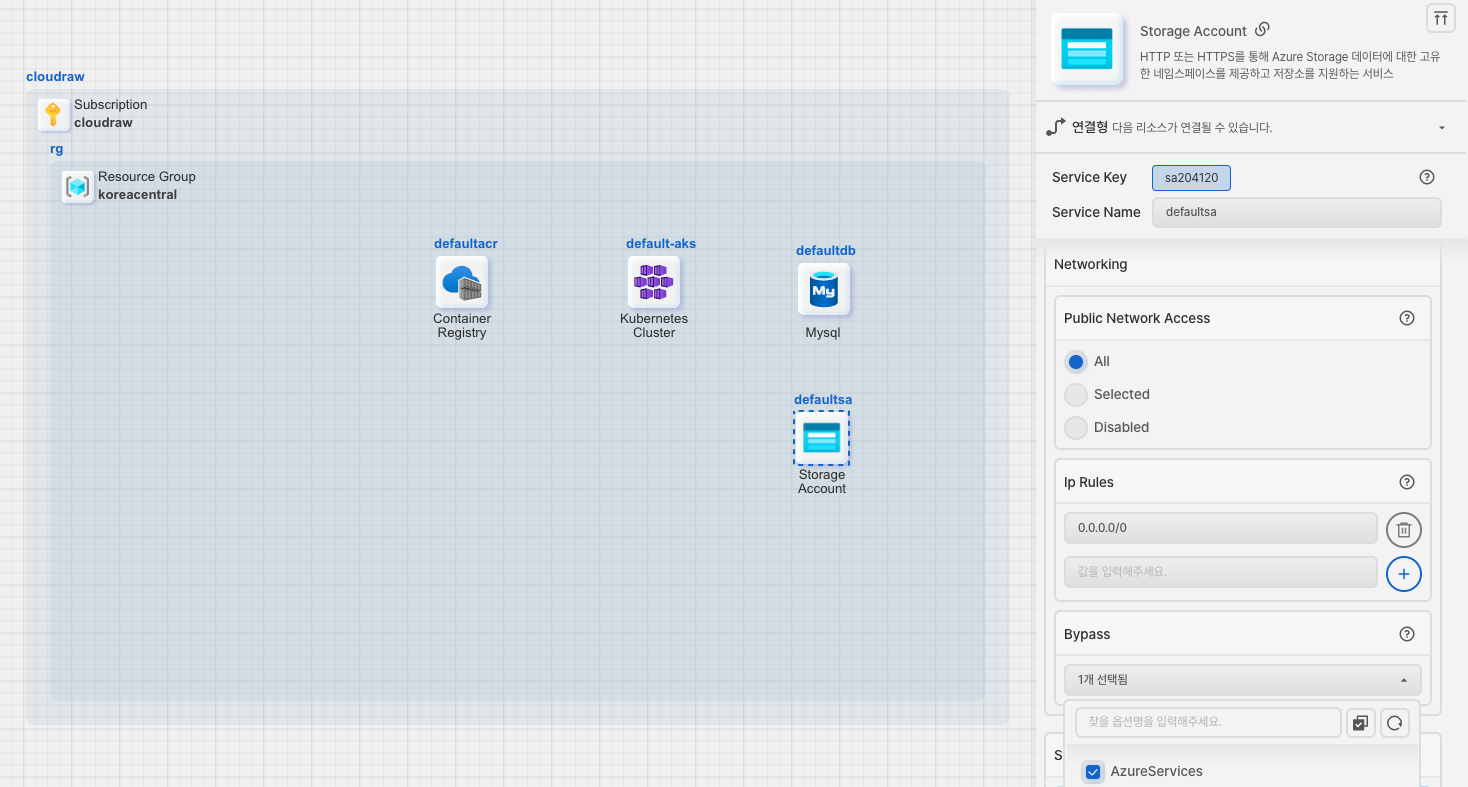 cloudraw
Subscription
cloudraw
rg
Resource Group
koreacentral
defaultacr
Container
Registry
default-aks
Kubernetes
Cluster
defaultdb
My
Mysql
defaultsa
Storage
Account
Storage Account
HTTP 또는 HTTPS를 통해 Azure Storage 데이터에 대한 고유
한 네임스페이스를 제공하고 저장소를 지원하는 서비스
연결형 다음 리소스가 연결될 수 있습니다.
Service Key sa204120
Service Name defaultsa
Networking
Public Network Access
All
Selected
Disabled
Ip Rules
0.0.0.0/0
값을 입력해주세요.
Bypass
1개 선택됨
찾을 옵션명을 입력해주세요.
AzureServices